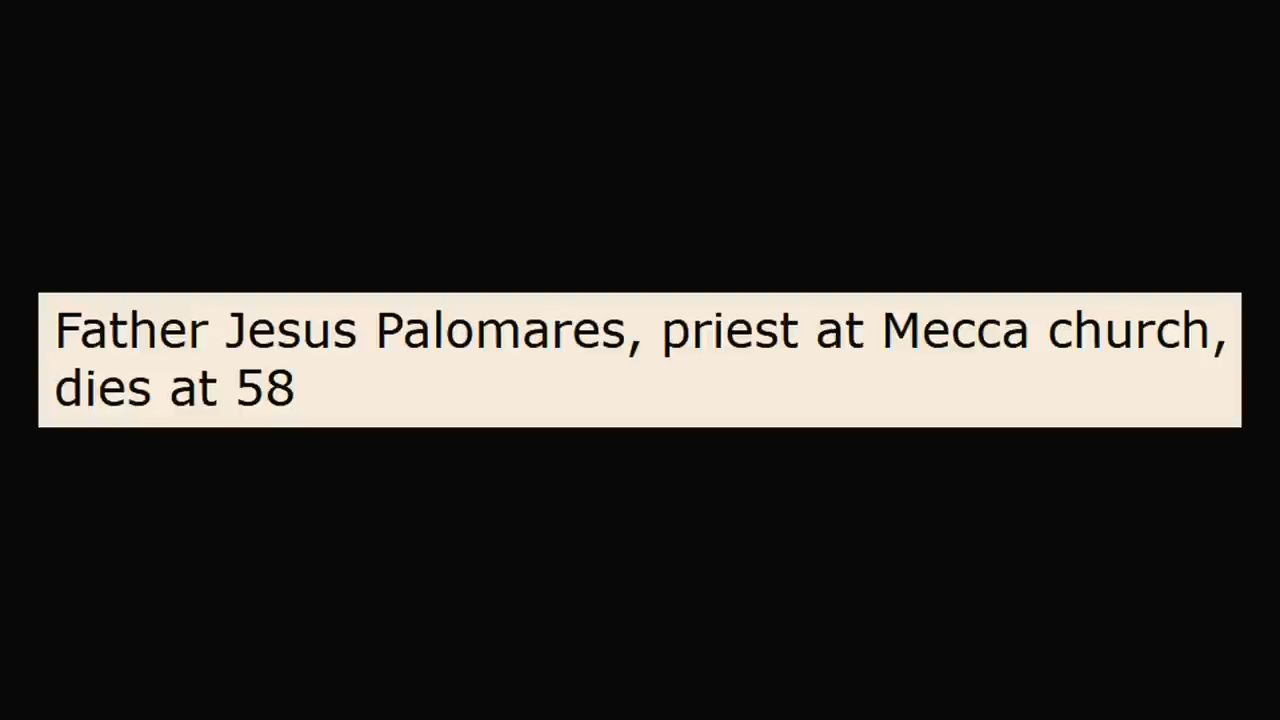 Father Jesus Palomares, priest at Mecca church,
dies at 58